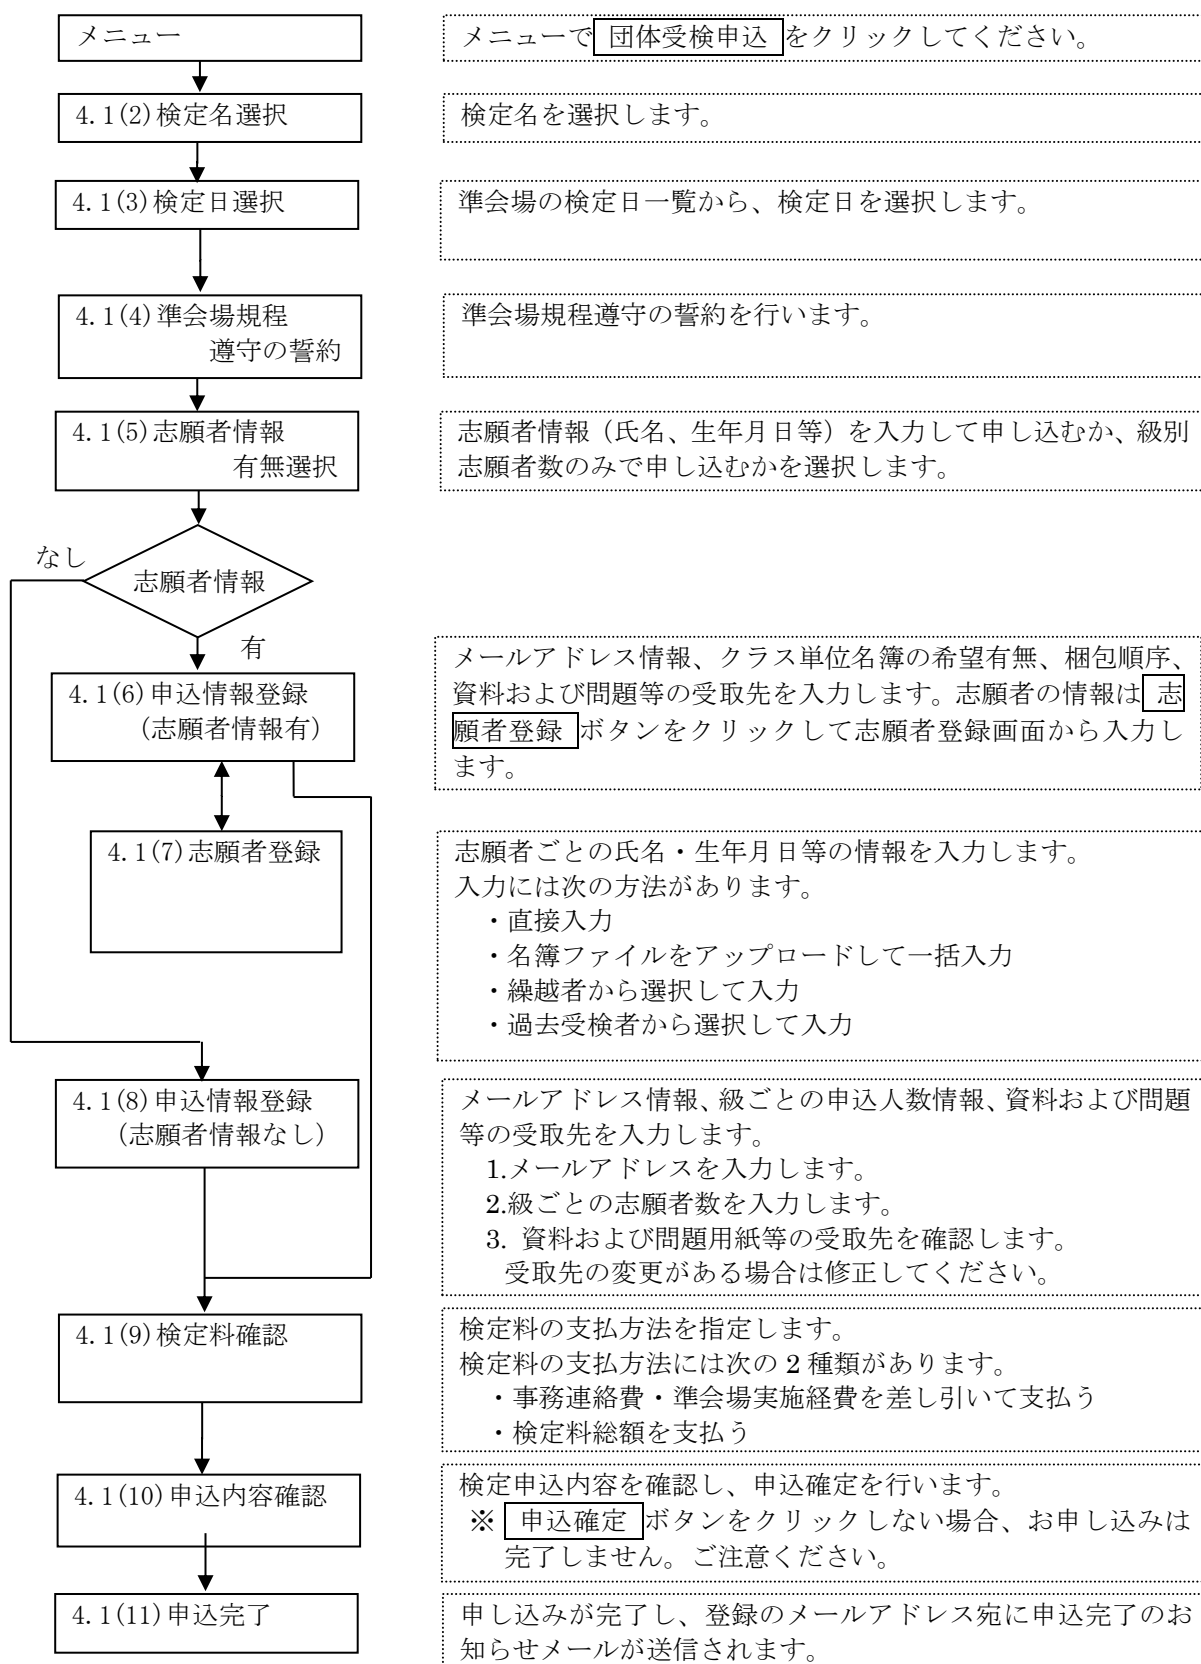 メニュー
メニューで 団体受検申込 をクリックしてください。
4.1(2)検定名選択
検定名を選択します。
4.1(3)検定日選択
準会場の検定日一覧から、検定日を選択します。
4.1(4)準会場規程
遵守の誓約
準会場規程遵守の誓約を行います。
4.1(5)志願者情報
有無選択
志願者情報（氏名、生年月日等）を入力して申し込むか、級別
志願者数のみで申し込むかを選択します。
なし
志願者情報
有
4.1(6)申込情報登録
(志願者情報有)
メールアドレス情報、クラス単位名簿の希望有無、梱包順序、
資料および問題等の受取先を入力します。志願者の情報は 志
願者登録 ボタンをクリックして志願者登録画面から入力し
ます。
4.1(7)志願者登録
志願者ごとの氏名・生年月日等の情報を入力します。
入力には次の方法があります。
・直接入力
・名簿ファイルをアップロードして一括入力
・繰越者から選択して入力
・過去受検者から選択して入力
4.1(8)申込情報登録
(志願者情報なし)
メールアドレス情報、級ごとの申込人数情報、資料および問題
等の受取先を入力します。
1.メールアドレスを入力します。
2.級ごとの志願者数を入力します。
3. 資料および問題用紙等の受取先を確認します。
受取先の変更がある場合は修正してください。
4.1(9)検定料確認
検定料の支払方法を指定します。
検定料の支払方法には次の 2 種類があります。
・事務連絡費・準会場実施経費を差し引いて支払う
・検定料総額を支払う
4.1(10)申込内容確認
検定申込内容を確認し、申込確定を行います。
※ 申込確定 ボタンをクリックしない場合、お申し込みは
完了しません。ご注意ください。
4.1(11)申込完了
申し込みが完了し、登録のメールアドレス宛に申込完了のお
知らせメールが送信されます。